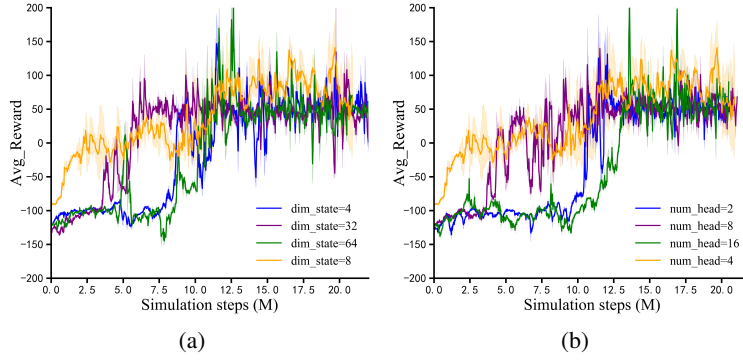 200
150
100
50
0
−50
−100
−150
−200
Avg_Reward
0.0 2.5 5.0 7.5 10.0 12.5 15.0 17.5 20.0
Simulation steps (M)
dim_state=4
dim_state=32
dim_state=64
dim_state=8
(a)
200
150
100
50
0
−50
−100
−150
−200
Avg_Reward
0.0 2.5 5.0 7.5 10.0 12.5 15.0 17.5 20.0
Simulation steps (M)
num_head=2
num_head=8
num_head=16
num_head=4
(b)